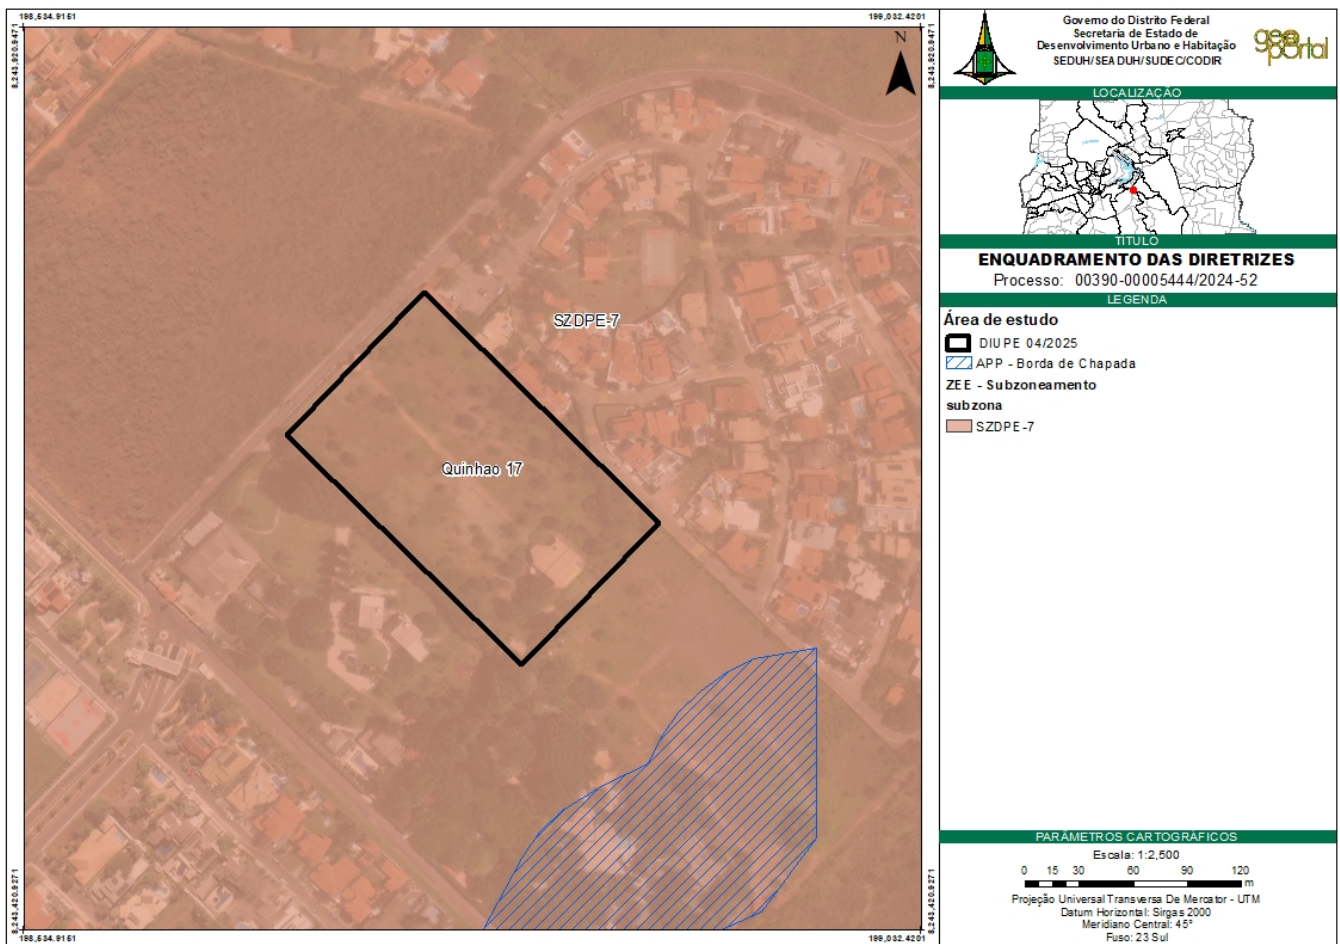 198,534.9151
199,032.4201
8,243,920.9471
8,243,920.9471
N
SZDPE-7
Quinhao 17
8,243,420.9271
8,243,420.9271
198,534.9151
199,032.4201
Governo do Distrito Federal
Secretaria de Estado de
Desenvolvimento Urbano e Habitação
SEDUH/SEADUH/SUDEC/CODIR
geoportal
LOCALIZAÇÃO
TITULO
ENQUADRAMENTO DAS DIRETRIZES
Processo: 00390-00005444/2024-52
LEGENDA
Área de estudo
DIUPE 04/2025
APP - Borda de Chapada
ZEE - Subzoneamento
subzona
SZDPE-7
PARÂMETROS CARTOGRÁFICOS
Escala: 1:2,500
0 15 30 60 90 120
m
Projeção Universal Transversa De Mercator - UTM
Datum Horizontal: Sirgas 2000
Meridiano Central: 45°
Fuso: 23 Sul